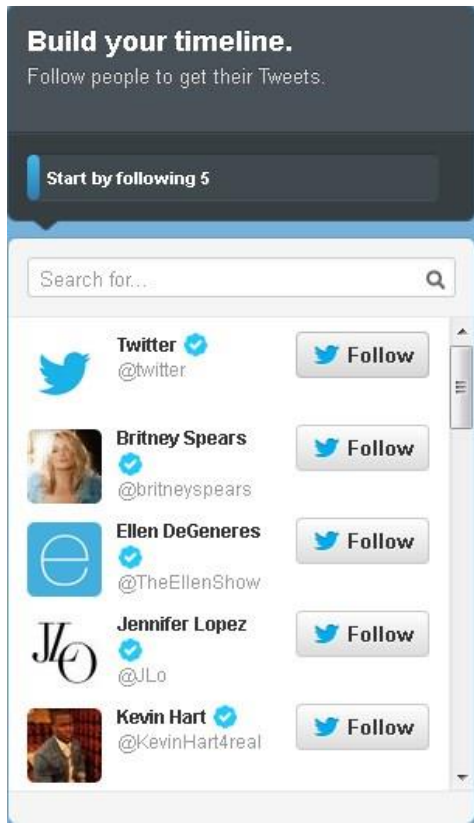 Build your timeline.
Follow people to get their Tweets.
Start by following 5
Search for...
Twitter
@twitter
Follow
Britney Spears
@britneyspears
Follow
e
Ellen DeGeneres
@TheEllenShow
Follow
JLO
Jennifer Lopez
@JLo
Follow
Kevin Hart
@KevinHart4real
Follow